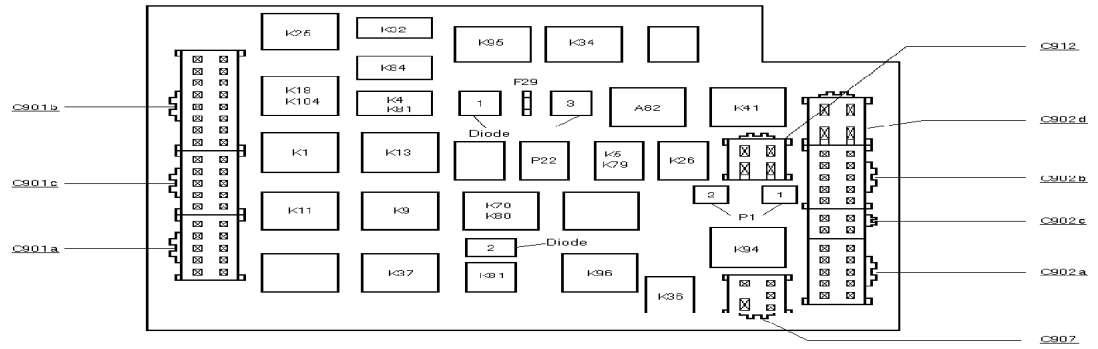 K25
K02
K95
K34
C912
K84
F29
K18
K104
K4
K81
1
3
A82
K41
C901b
C902d
Diode
K1
K13
P22
K5
K79
K26
C901c
C902b
2
1
K11
K9
K70
K80
P1
C902c
C901a
2
Diode
K94
K37
K81
K96
C902a
K36
C907